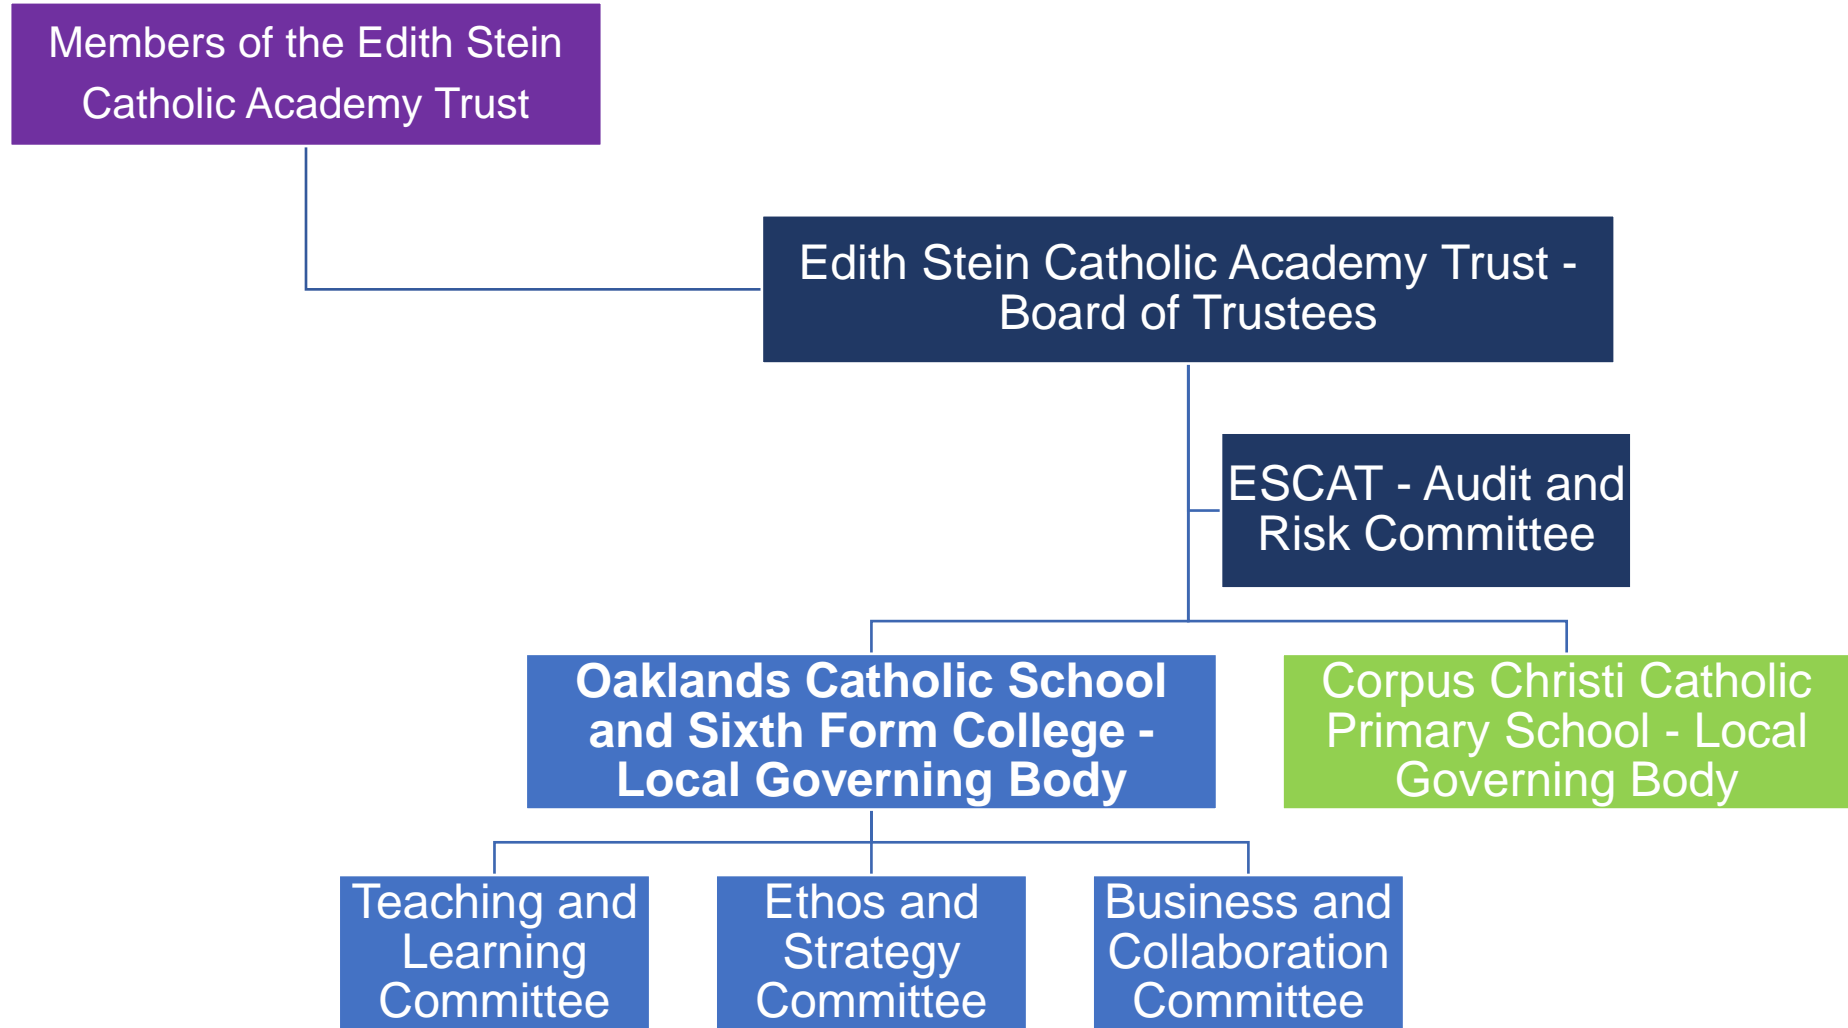 Members of the Edith Stein
Catholic Academy Trust
Edith Stein Catholic Academy Trust -
Board of Trustees
ESCAT - Audit and
Risk Committee
Oaklands Catholic School
and Sixth Form College -
Local Governing Body
Corpus Christi Catholic
Primary School - Local
Governing Body
Teaching and
Learning
Committee
Ethos and
Strategy
Committee
Business and
Collaboration
Committee